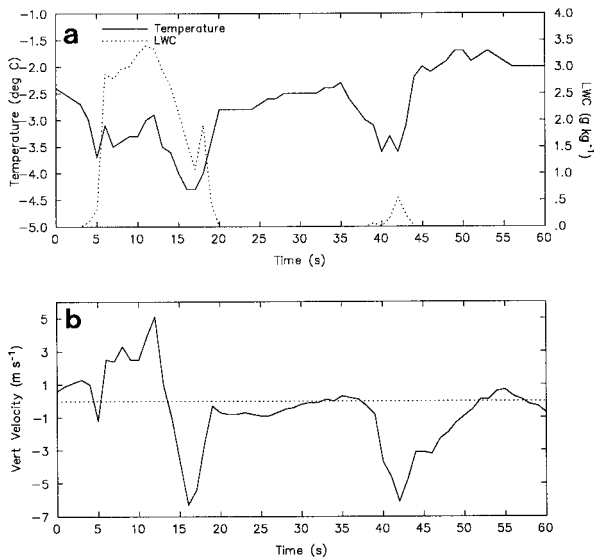 a
Temperature
LWC
Temperature (deg C)
-1.0
-1.5
-2.0
-2.5
-3.0
-3.5
-4.0
-4.5
-5.0
4.0
3.5
3.0
2.5
2.0
1.5
1.0
.5
.0
LWC (g kg⁻¹)
0 5 10 15 20 25 30 35 40 45 50 55 60
Time (s)
b
Vert Velocity (m s⁻¹)
5
3
1
-1
-3
-5
-7
0 5 10 15 20 25 30 35 40 45 50 55 60
Time (s)